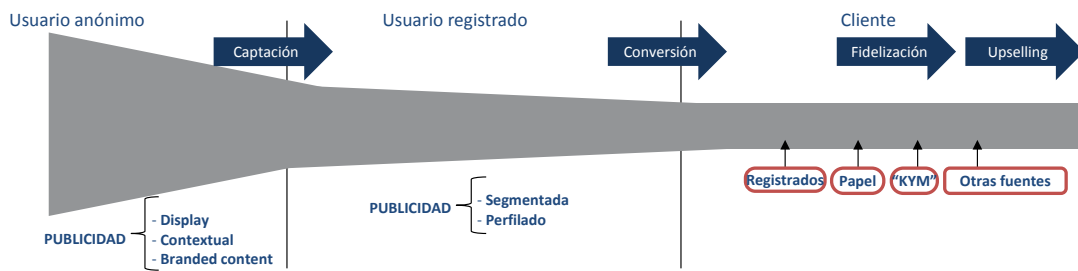 Usuario anónimo
Usuario registrado
Cliente
Captación
Conversión
Fidelización
Upselling
Registrados
Papel
“KYM”
Otras fuentes
PUBLICIDAD
- Display
- Contextual
- Branded content
PUBLICIDAD
- Segmentada
- Perfilado